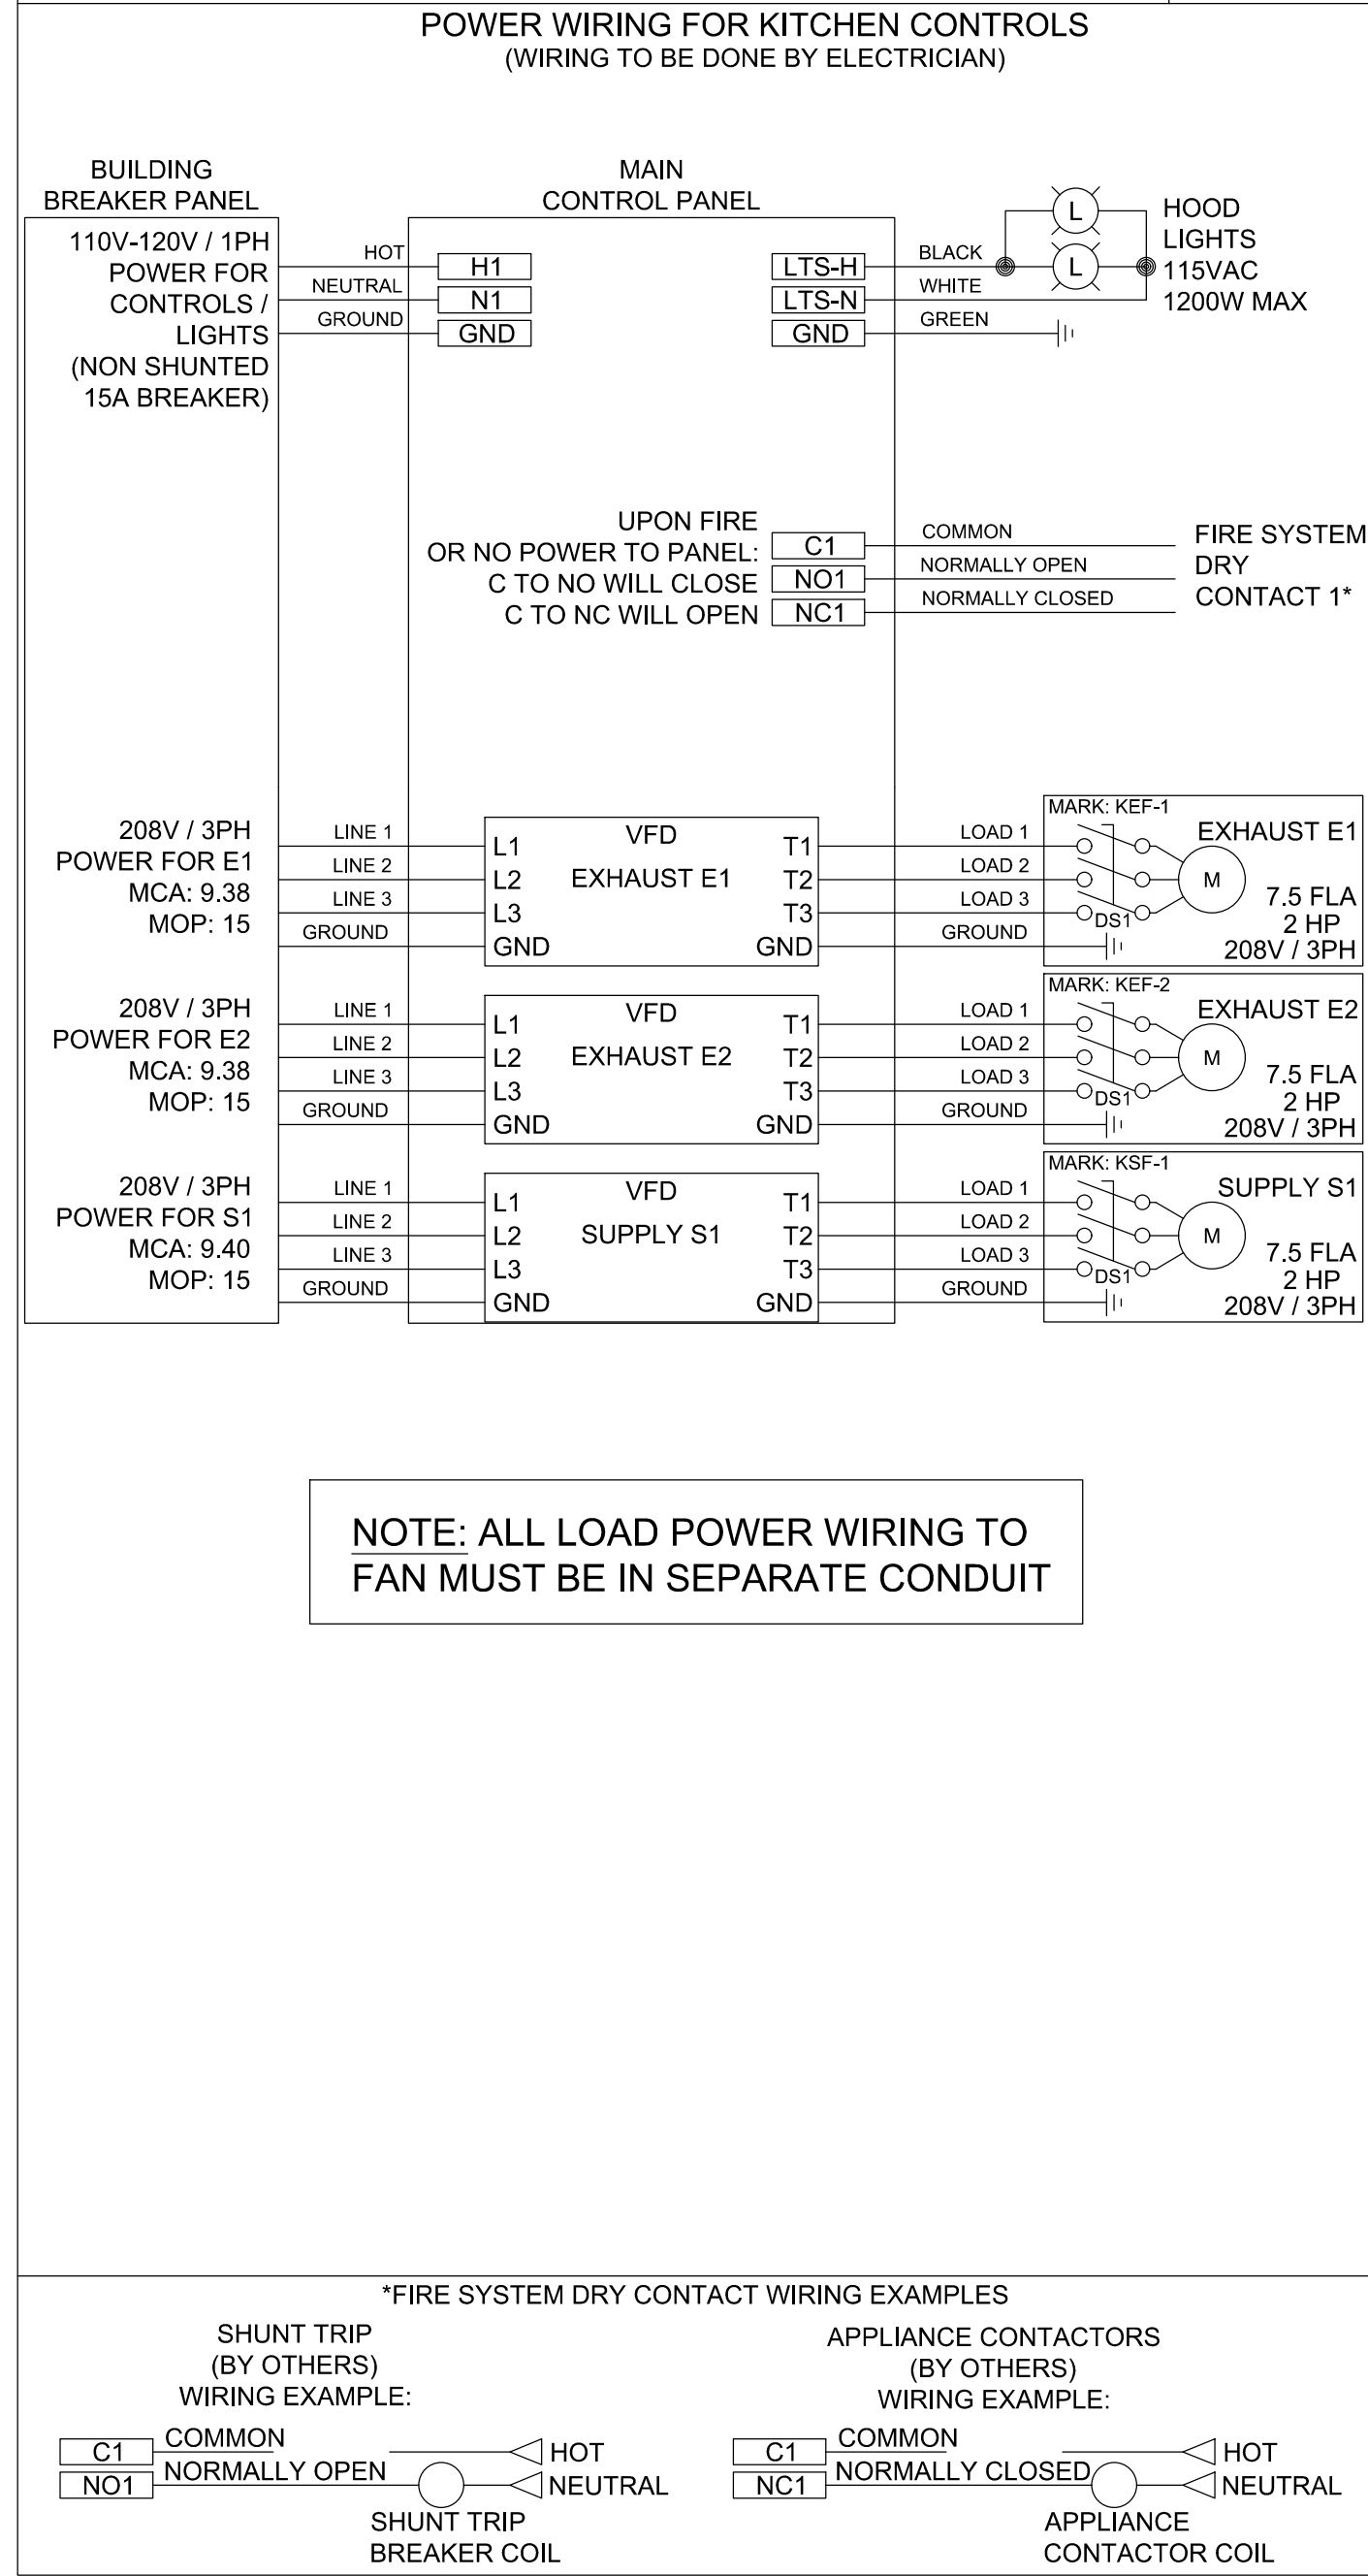 POWER WIRING FOR KITCHEN CONTROLS
(WIRING TO BE DONE BY ELECTRICIAN)
BUILDING
BREAKER PANEL
MAIN
CONTROL PANEL
110V-120V / 1PH
POWER FOR
CONTROLS /
LIGHTS
(NON SHUNTED
15A BREAKER)
HOT
NEUTRAL
GROUND
H1
N1
GND
LTS-H
LTS-N
GND
BLACK
WHITE
GREEN
L
L
HOOD
LIGHTS
115VAC
1200W MAX
UPON FIRE
OR NO POWER TO PANEL:
C TO NO WILL CLOSE
C TO NC WILL OPEN
C1
NO1
NC1
COMMON
NORMALLY OPEN
NORMALLY CLOSED
FIRE SYSTEM
DRY
CONTACT 1*
208V / 3PH
POWER FOR E1
MCA: 9.38
MOP: 15
LINE 1
LINE 2
LINE 3
GROUND
L1
L2
L3
GND
VFD
EXHAUST E1
T1
T2
T3
GND
LOAD 1
LOAD 2
LOAD 3
GROUND
MARK: KEF-1
EXHAUST E1
DS1
M
7.5 FLA
2 HP
208V / 3PH
208V / 3PH
POWER FOR E2
MCA: 9.38
MOP: 15
LINE 1
LINE 2
LINE 3
GROUND
L1
L2
L3
GND
VFD
EXHAUST E2
T1
T2
T3
GND
LOAD 1
LOAD 2
LOAD 3
GROUND
MARK: KEF-2
EXHAUST E2
DS1
M
7.5 FLA
2 HP
208V / 3PH
208V / 3PH
POWER FOR S1
MCA: 9.40
MOP: 15
LINE 1
LINE 2
LINE 3
GROUND
L1
L2
L3
GND
VFD
SUPPLY S1
T1
T2
T3
GND
LOAD 1
LOAD 2
LOAD 3
GROUND
MARK: KSF-1
SUPPLY S1
DS1
M
7.5 FLA
2 HP
208V / 3PH
NOTE: ALL LOAD POWER WIRING TO
FAN MUST BE IN SEPARATE CONDUIT
*FIRE SYSTEM DRY CONTACT WIRING EXAMPLES
SHUNT TRIP
(BY OTHERS)
WIRING EXAMPLE:
C1
NO1
COMMON
NORMALLY OPEN
HOT
NEUTRAL
SHUNT TRIP
BREAKER COIL
APPLIANCE CONTACTORS
(BY OTHERS)
WIRING EXAMPLE:
C1
NC1
COMMON
NORMALLY CLOSED
HOT
NEUTRAL
APPLIANCE
CONTACTOR COIL